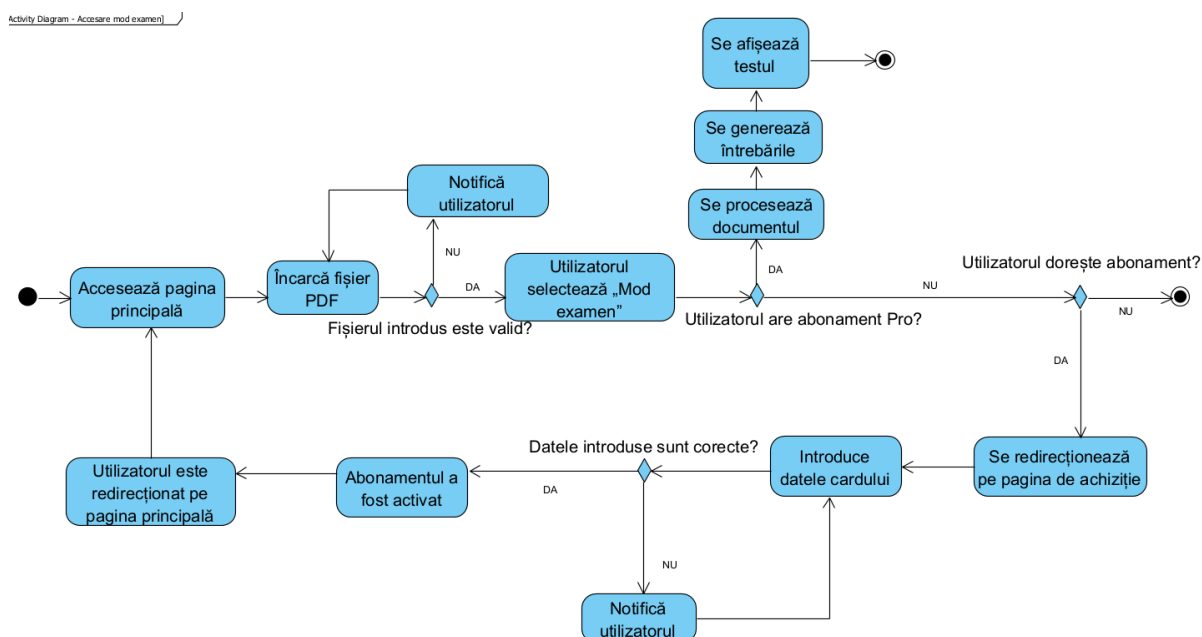 Activity Diagram - Accesare mod examen]
Se afișează
testul
Se generează
întrebările
Notifică
utilizatorul
Se procesează
documentul
NU
DA
Utilizatorul dorește abonament?
Accesează pagina
principală
Încarcă fișier
PDF
DA
Utilizatorul
selectează „Mod
examen”
NU
NU
Fișierul introdus este valid?
Utilizatorul are abonament Pro?
DA
Datele introduse sunt corecte?
Utilizatorul este
redirecționat pe
pagina principală
Abonamentul a
fost activat
DA
Introduce
datele cardului
Se redirecționează
pe pagina de achiziție
NU
Notifică
utilizatorul